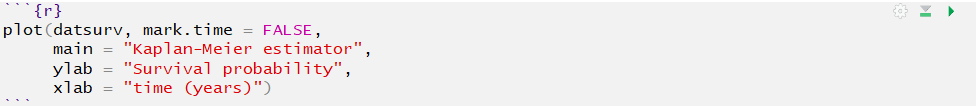 ```{r}
plot(datsurv, mark.time = FALSE,
     main = "Kaplan-Meier estimator",
     ylab = "Survival probability",
     xlab = "time (years)")
```